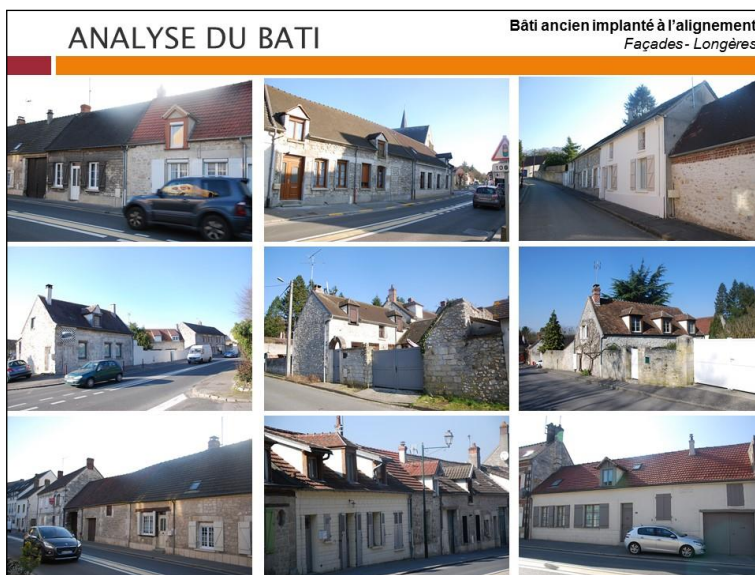 ANALYSE DU BATI
Bâti ancien implanté à l'alignement
Façades - Longères